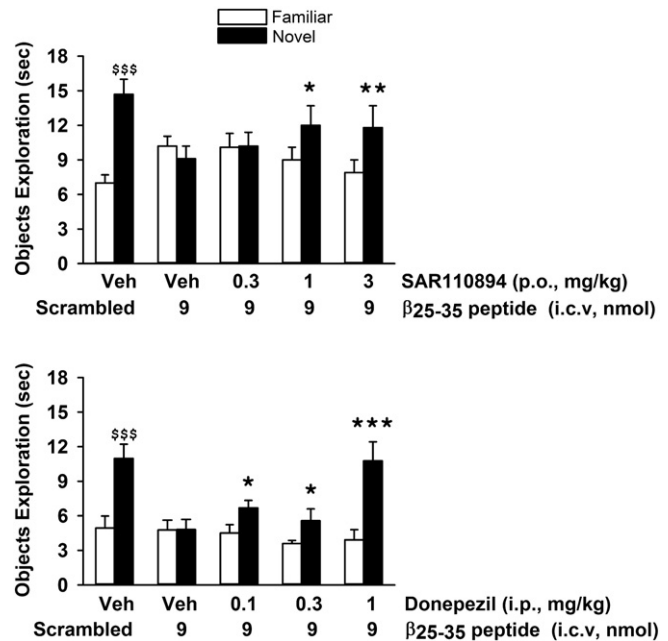 Familiar
Novel
Objects Exploration (sec)
18
15
12
9
6
3
0
$$$
*
**
Veh Veh 0.3 1 3 SAR110894 (p.o., mg/kg)
Scrambled 9 9 9 9 β25-35 peptide (i.c.v, nmol)
Objects Exploration (sec)
18
15
12
9
6
3
0
$$$
*
*
***
Veh Veh 0.1 0.3 1 Donepezil (i.p., mg/kg)
Scrambled 9 9 9 9 β25-35 peptide (i.c.v, nmol)